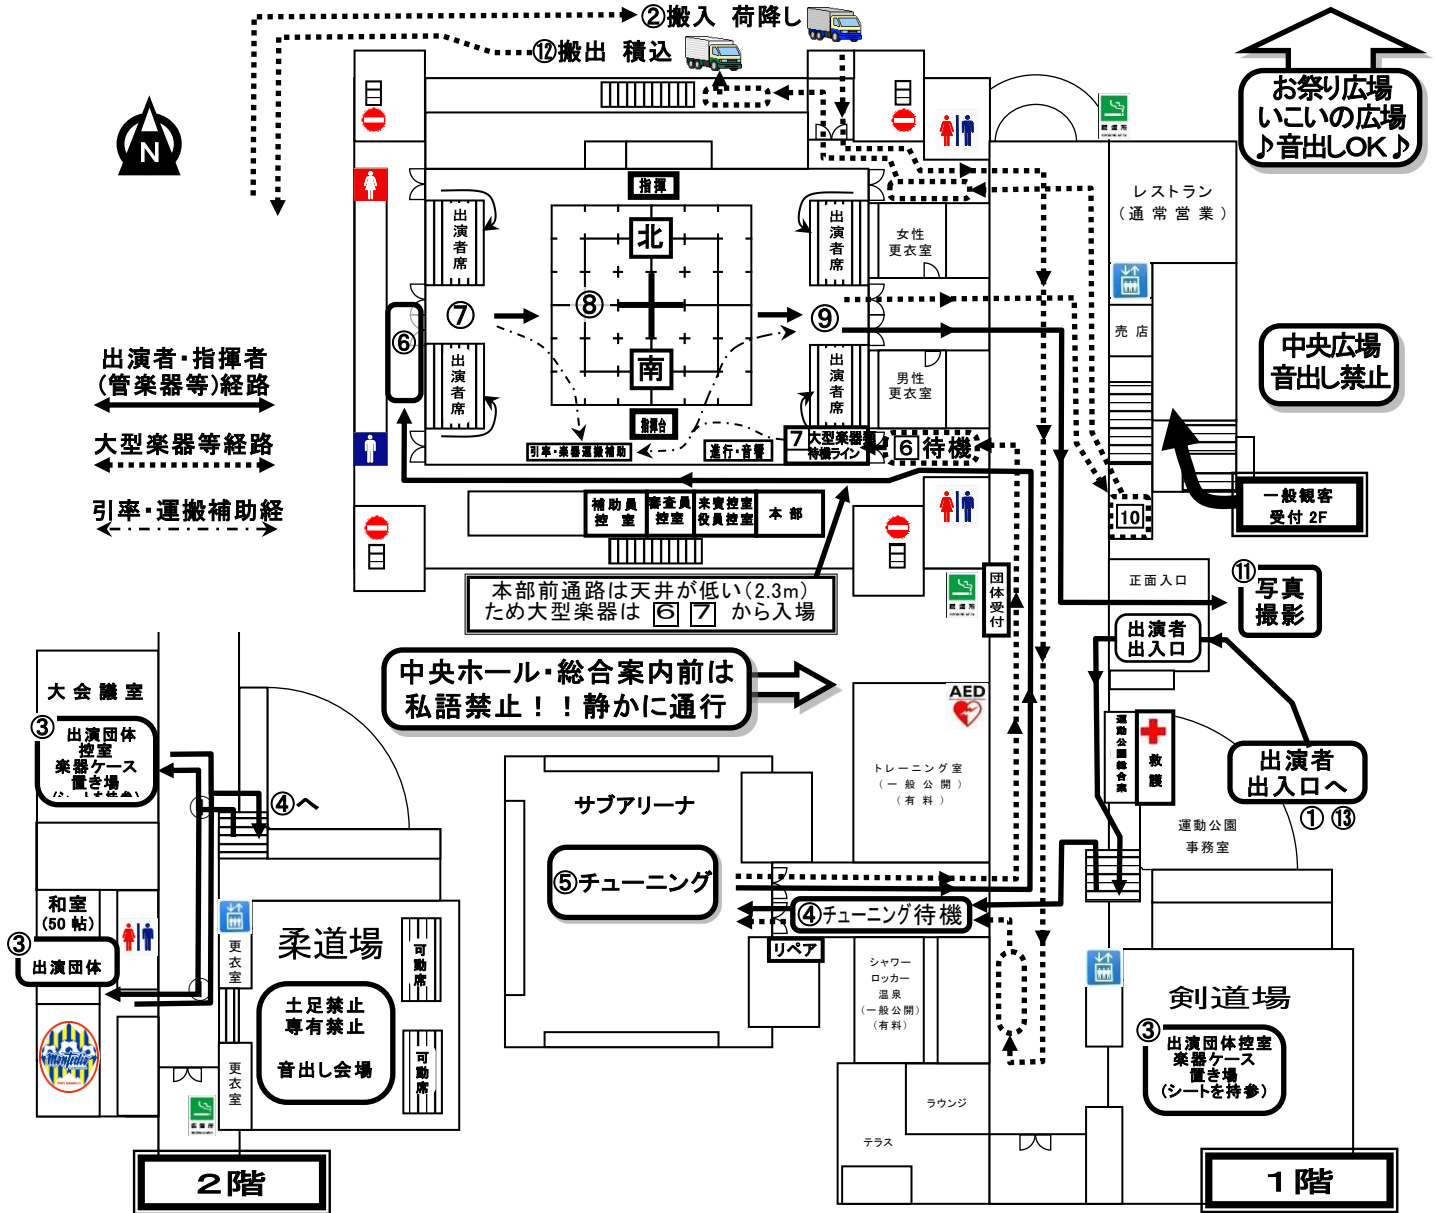 ②搬入 荷降し
⑫搬出 積込
N
お祭り広場
いこいの広場
♪音出しOK♪
指揮
北
南
指揮台
出演者席
出演者席
出演者席
出演者席
⑥
⑦
⑧
⑨
女性
更衣室
男性
更衣室
レストラン
(通常営業)
売店
中央広場
音出し禁止
出演者・指揮者
(管楽器等)経路
大型楽器等経路
引率・運搬補助経
引率・楽器運搬補助
進行・音響
7 大型楽器等
待機ライン
6 待機
10
一般観客
受付 2F
補助員
控室
審査員
控室
来賓控室
役員控室
本部
本部前通路は天井が低い(2.3m)
ため大型楽器は 6 7 から入場
団体受付
正面入口
⑪写真
撮影
出演者
出入口
中央ホール・総合案内前は
私語禁止!!静かに通行
AED
トレーニング室
(一般公開)
(有料)
運動公園総合案
救護
出演者
出入口へ
① ⑬
運動公園
事務室
大会議室
③
出演団体
控室
楽器ケース
置き場
(シートを持参)
④へ
サブアリーナ
⑤チューニング
④チューニング待機
リペア
和室
(50 帖)
③
出演団体
更衣室
更衣室
柔道場
可動席
可動席
土足禁止
専有禁止
音出し会場
シャワー
ロッカー
温泉
(一般公開)
(有料)
剣道場
③
出演団体控室
楽器ケース
置き場
(シートを持参)
ラウンジ
テラス
2階
1階